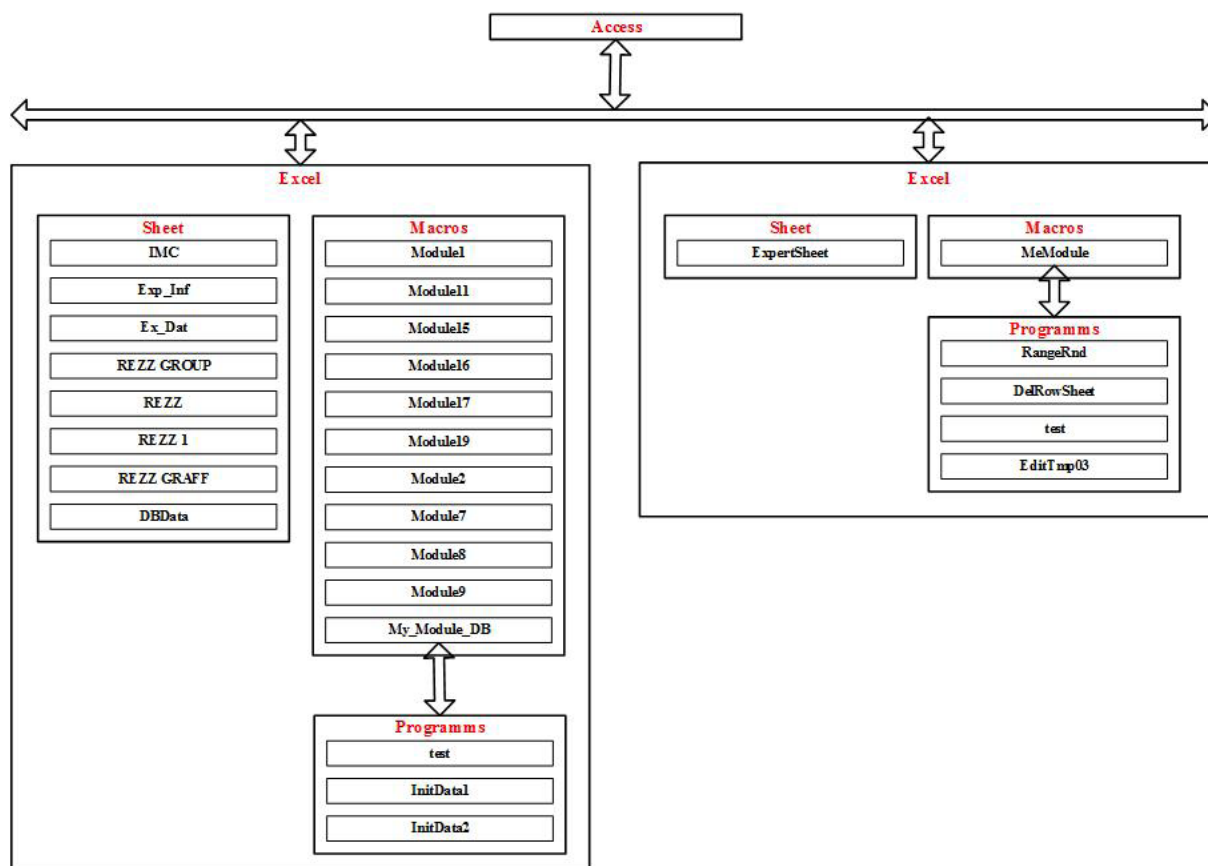 Access
Excel
Sheet
IMC
Exp_Inf
Ex_Dat
REZZ GROUP
REZZ
REZZ 1
REZZ GRAFF
DBData
Macros
Module1
Module11
Module15
Module16
Module17
Module19
Module2
Module7
Module8
Module9
My_Module_DB
Programms
test
InitData1
InitData2
Excel
Sheet
ExpertSheet
Macros
MeModule
Programms
RangeRnd
DelRowSheet
test
EditTmp03